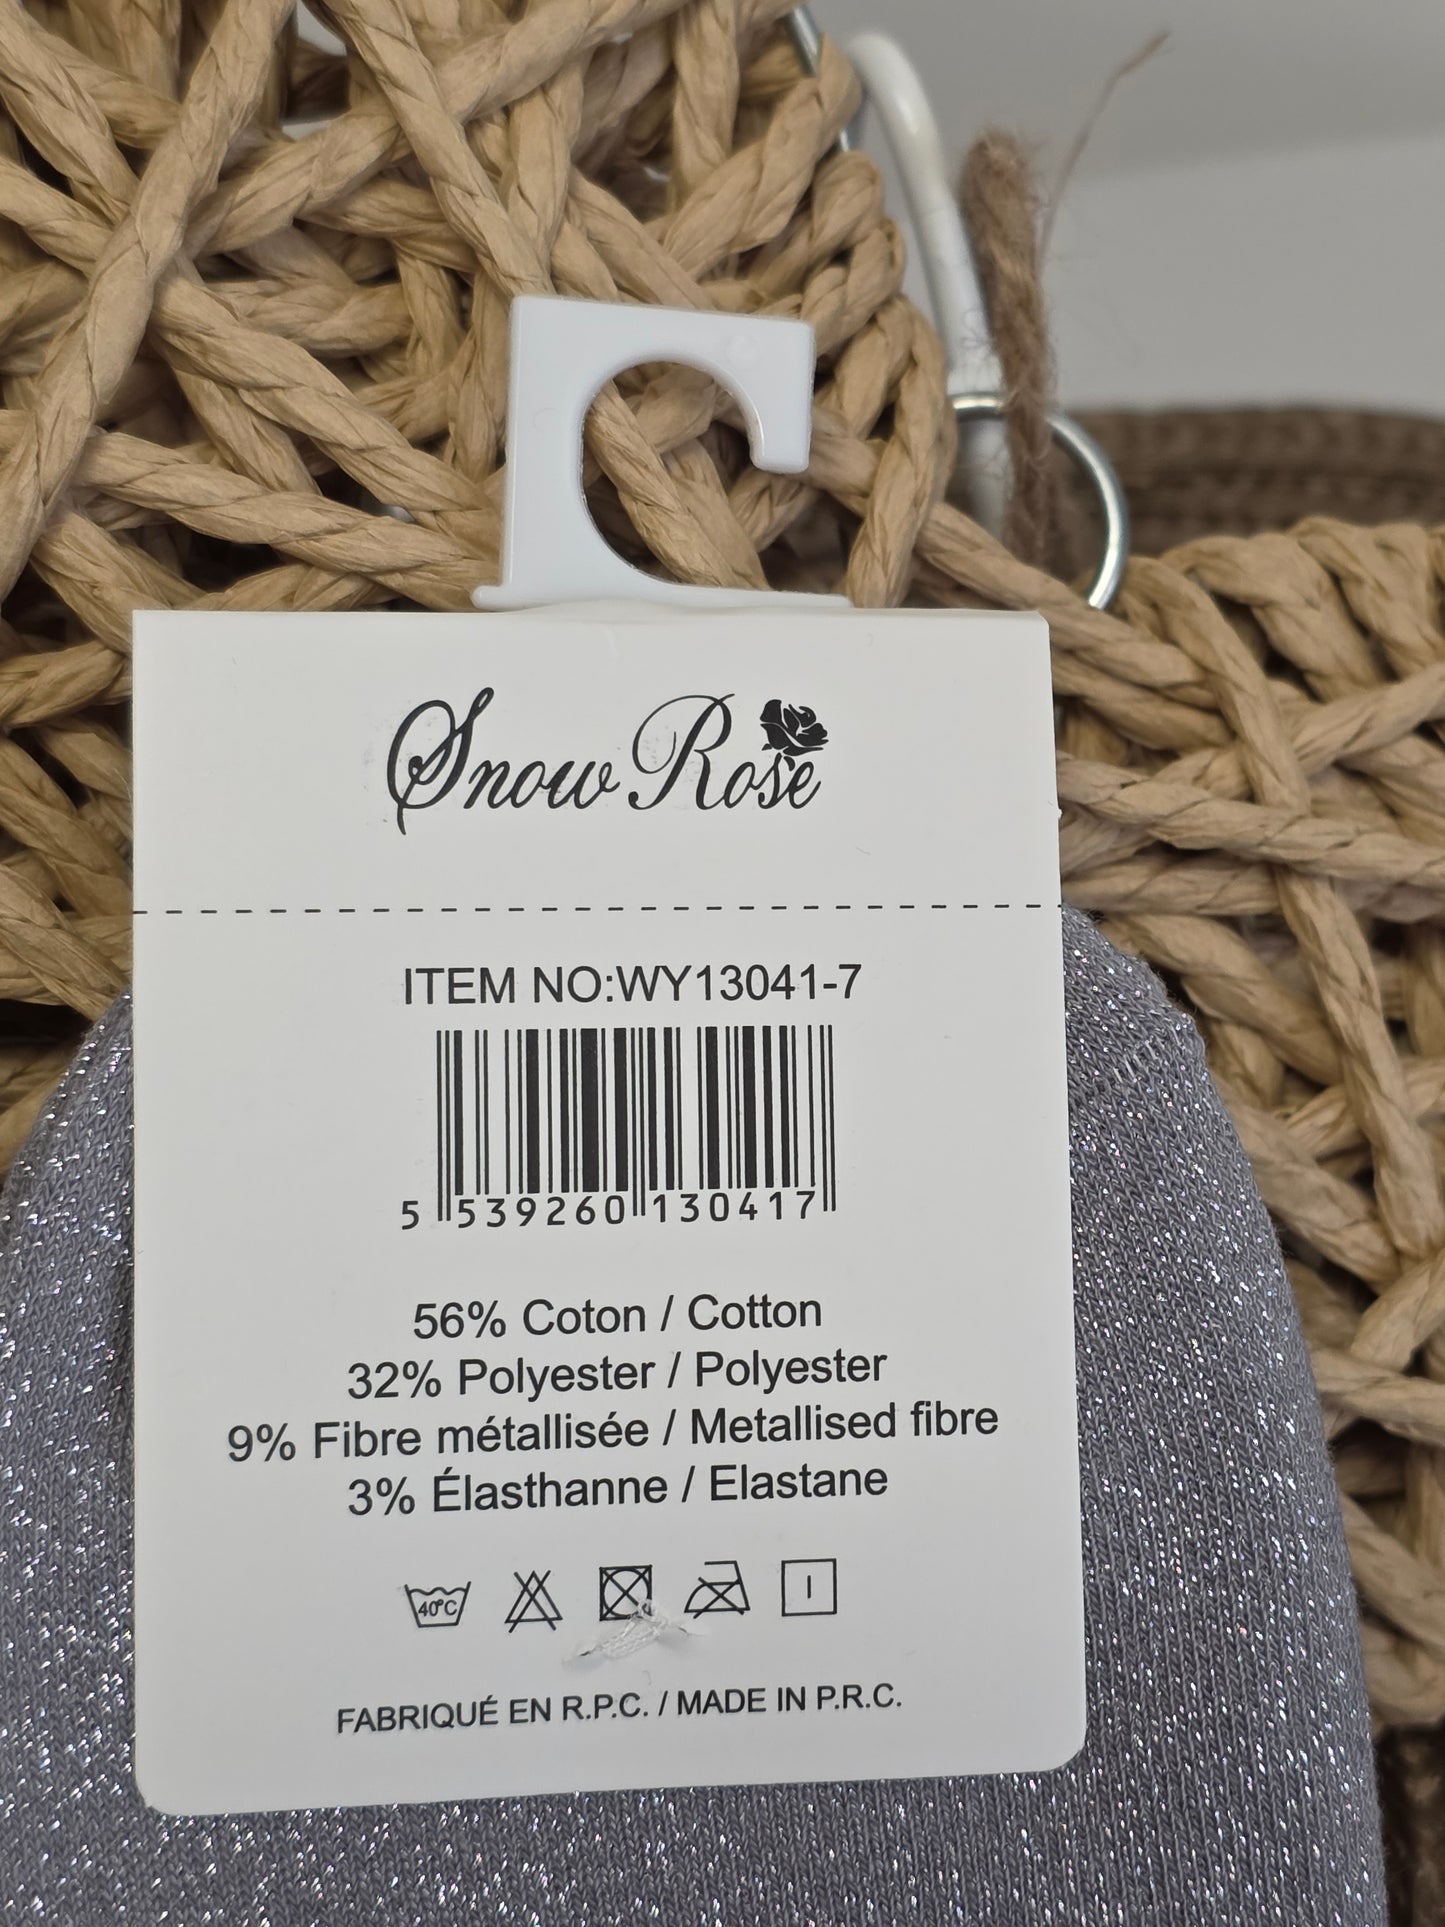 Snow Rose
ITEM NO:WY13041-7
5 539260 130417
56% Coton / Cotton
32% Polyester / Polyester
9% Fibre métallisée / Metallised fibre
3% Élasthanne / Elastane
40°C
FABRIQUÉ EN R.P.C. / MADE IN P.R.C.